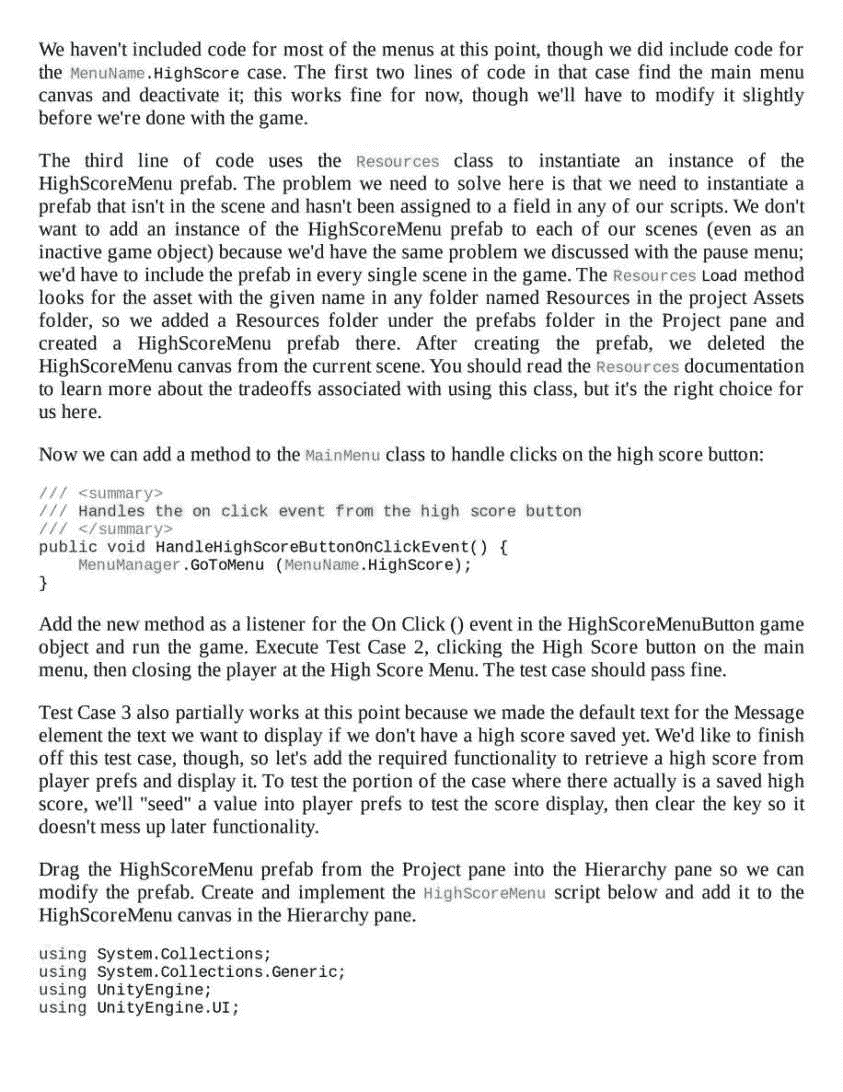 We haven't included code for most of the menus at this point, though we did include code for
the MenuName.HighScore case. The first two lines of code in that case find the main menu
canvas and deactivate it; this works fine for now, though we'll have to modify it slightly
before we're done with the game.
The third line of code uses the Resources class to instantiate an instance of the
HighScoreMenu prefab. The problem we need to solve here is that we need to instantiate a
prefab that isn't in the scene and hasn't been assigned to a field in any of our scripts. We don't
want to add an instance of the HighScoreMenu prefab to each of our scenes (even as an
inactive game object) because we'd have the same problem we discussed with the pause menu;
we'd have to include the prefab in every single scene in the game. The Resources Load method
looks for the asset with the given name in any folder named Resources in the project Assets
folder, so we added a Resources folder under the prefabs folder in the Project pane and
created a HighScoreMenu prefab there. After creating the prefab, we deleted the
HighScoreMenu canvas from the current scene. You should read the Resources documentation
to learn more about the tradeoffs associated with using this class, but it's the right choice for
us here.
Now we can add a method to the MainMenu class to handle clicks on the high score button:
/// <summary>
/// Handles the on click event from the high score button
/// </summary>
public void HandleHighScoreButtonOnClickEvent() {
    MenuManager.GoToMenu (MenuName.HighScore);
}
Add the new method as a listener for the On Click () event in the HighScoreMenuButton game
object and run the game. Execute Test Case 2, clicking the High Score button on the main
menu, then closing the player at the High Score Menu. The test case should pass fine.
Test Case 3 also partially works at this point because we made the default text for the Message
element the text we want to display if we don't have a high score saved yet. We'd like to finish
off this test case, though, so let's add the required functionality to retrieve a high score from
player prefs and display it. To test the portion of the case where there actually is a saved high
score, we'll "seed" a value into player prefs to test the score display, then clear the key so it
doesn't mess up later functionality.
Drag the HighScoreMenu prefab from the Project pane into the Hierarchy pane so we can
modify the prefab. Create and implement the HighScoreMenu script below and add it to the
HighScoreMenu canvas in the Hierarchy pane.
using System.Collections;
using System.Collections.Generic;
using UnityEngine;
using UnityEngine.UI;